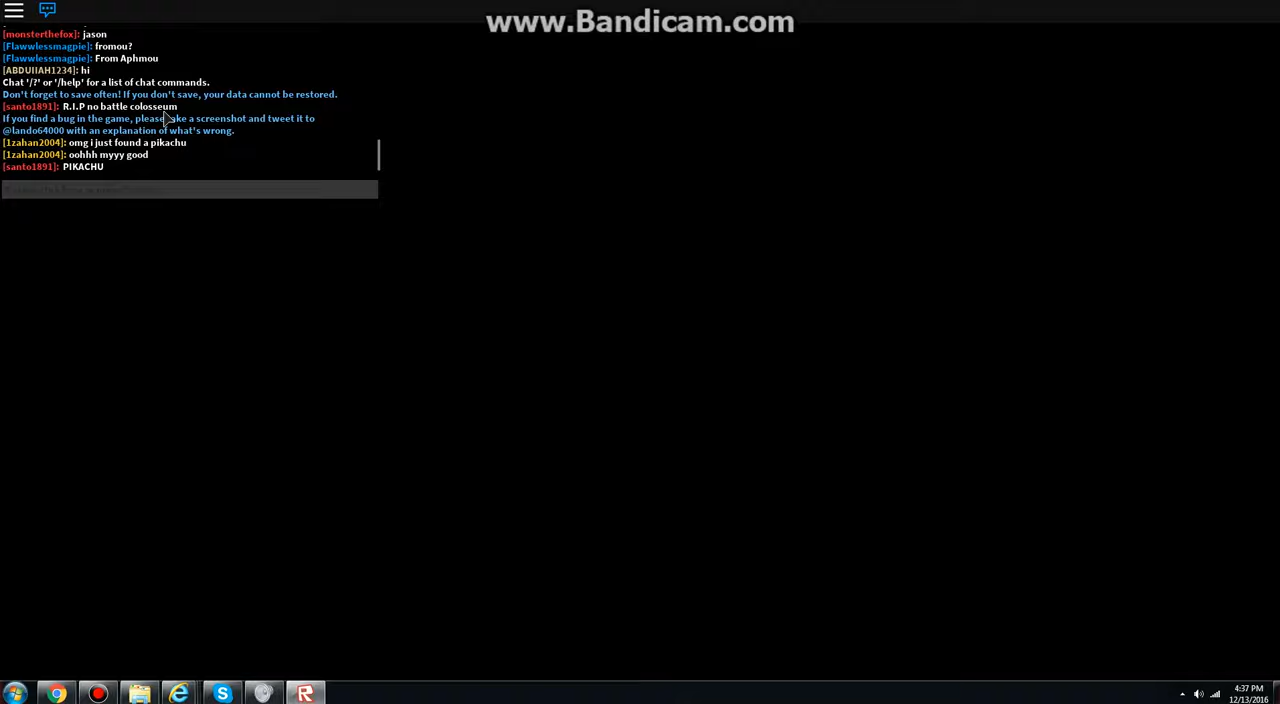 www.Bandicam.com
[monsterthefox]: jason
[Flawwlessmagpie]: fromou?
[Flawwlessmagpie]: From Aphmou
[ABDUllAH1234]: hi
Chat '/?' or '/help' for a list of chat commands.
Don't forget to save often! If you don't save, your data cannot be restored.
[santo1891]: R.I.P no battle colosseum
If you find a bug in the game, please take a screenshot and tweet it to
@lando64000 with an explanation of what's wrong.
[1zahan2004]: omg i just found a pikachu
[1zahan2004]: oohhh myyy good
[santo1891]: PIKACHU
4:37 PM
12/13/2016